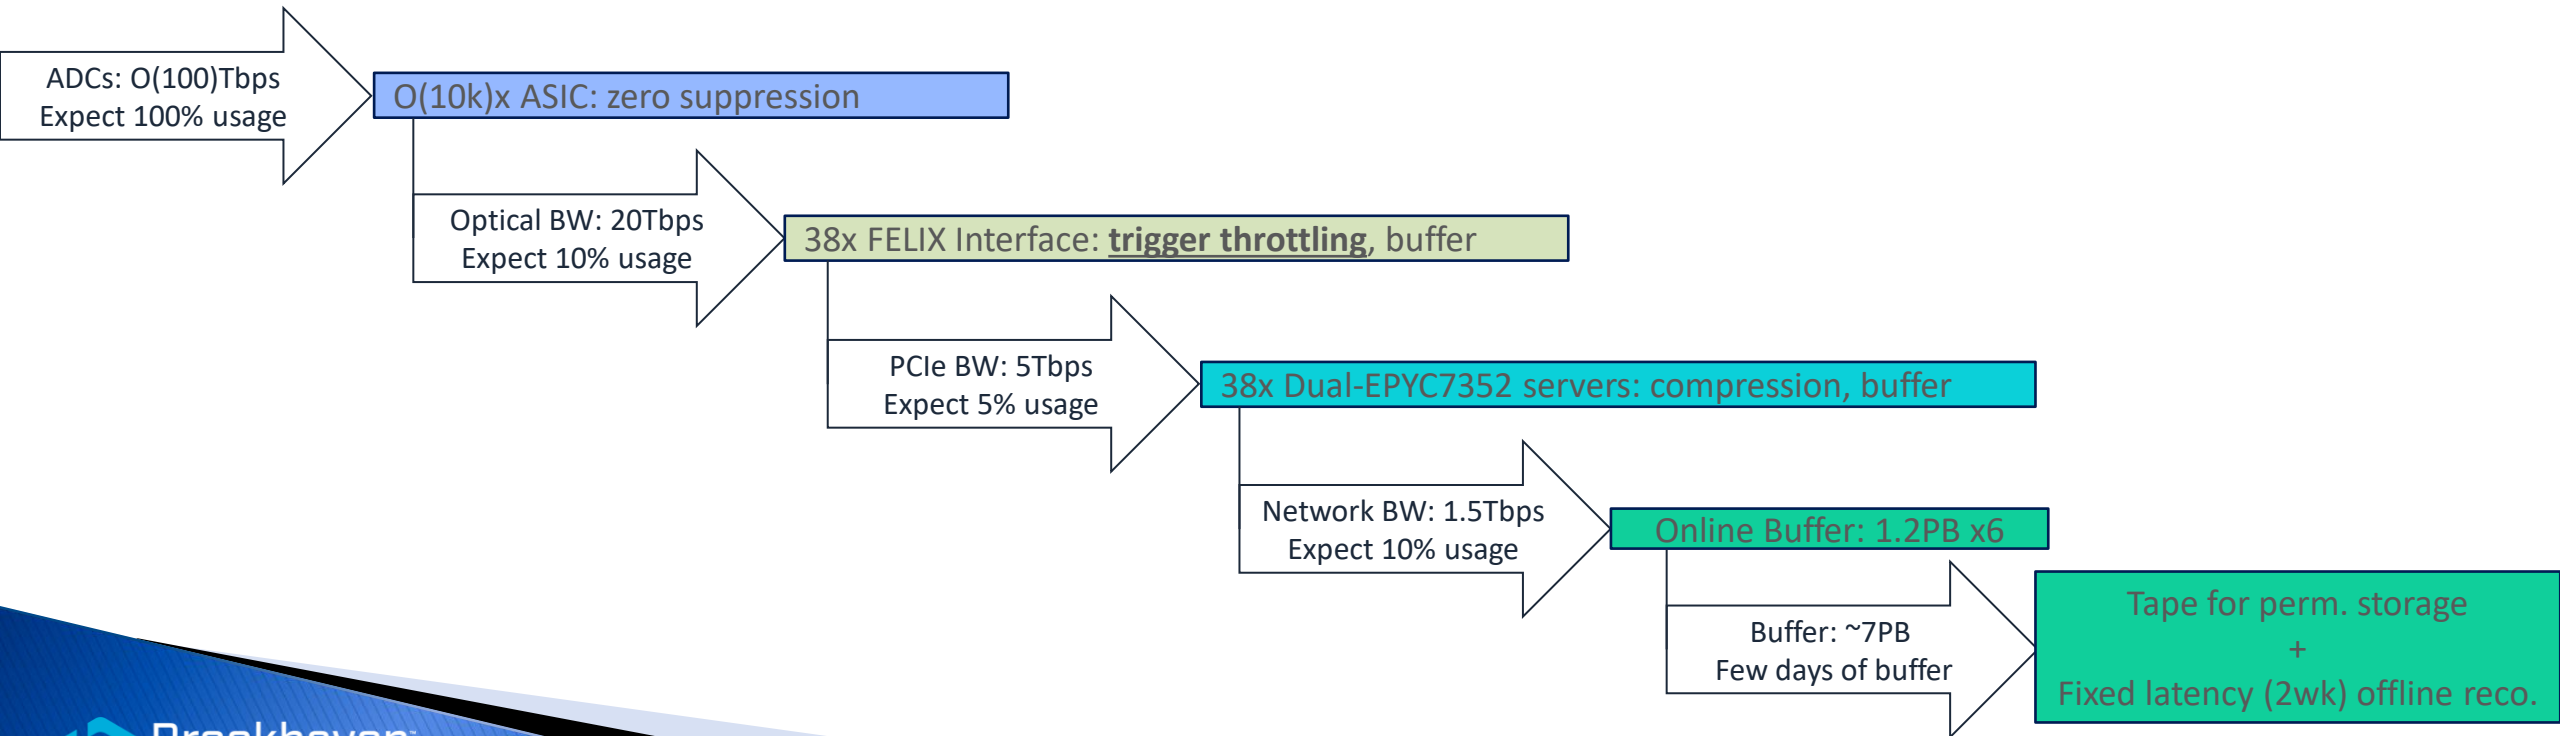 ADCs: O(100)Tbps
Expect 100% usage
O(10k)x ASIC: zero suppression
Optical BW: 20Tbps
Expect 10% usage
38x FELIX Interface: trigger throttling, buffer
PCIe BW: 5Tbps
Expect 5% usage
38x Dual-EPYC7352 servers: compression, buffer
Network BW: 1.5Tbps
Expect 10% usage
Online Buffer: 1.2PB x6
Buffer: ~7PB
Few days of buffer
Tape for perm. storage
+
Fixed latency (2wk) offline reco.
Brookhaven™